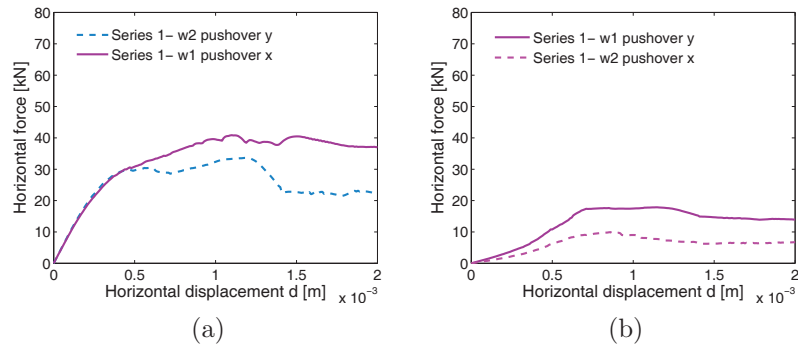 80
70
60
50
40
30
20
10
0
Horizontal force [kN]
Series 1– w2 pushover y
Series 1– w1 pushover x
0 0.5 1 1.5 2
Horizontal displacement d [m] x 10⁻³
(a)
80
70
60
50
40
30
20
10
0
Horizontal force [kN]
Series 1– w1 pushover y
Series 1– w2 pushover x
0 0.5 1 1.5 2
Horizontal displacement d [m] x 10⁻³
(b)